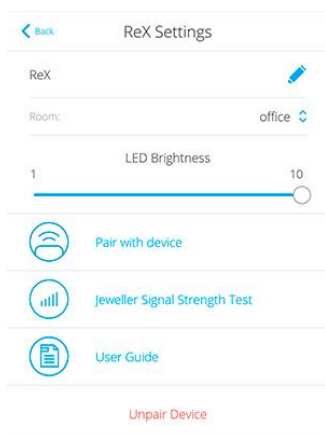 Back ReX Settings
ReX
Room: office
LED Brightness
1 10
Pair with device
Jeweller Signal Strength Test
User Guide
Unpair Device